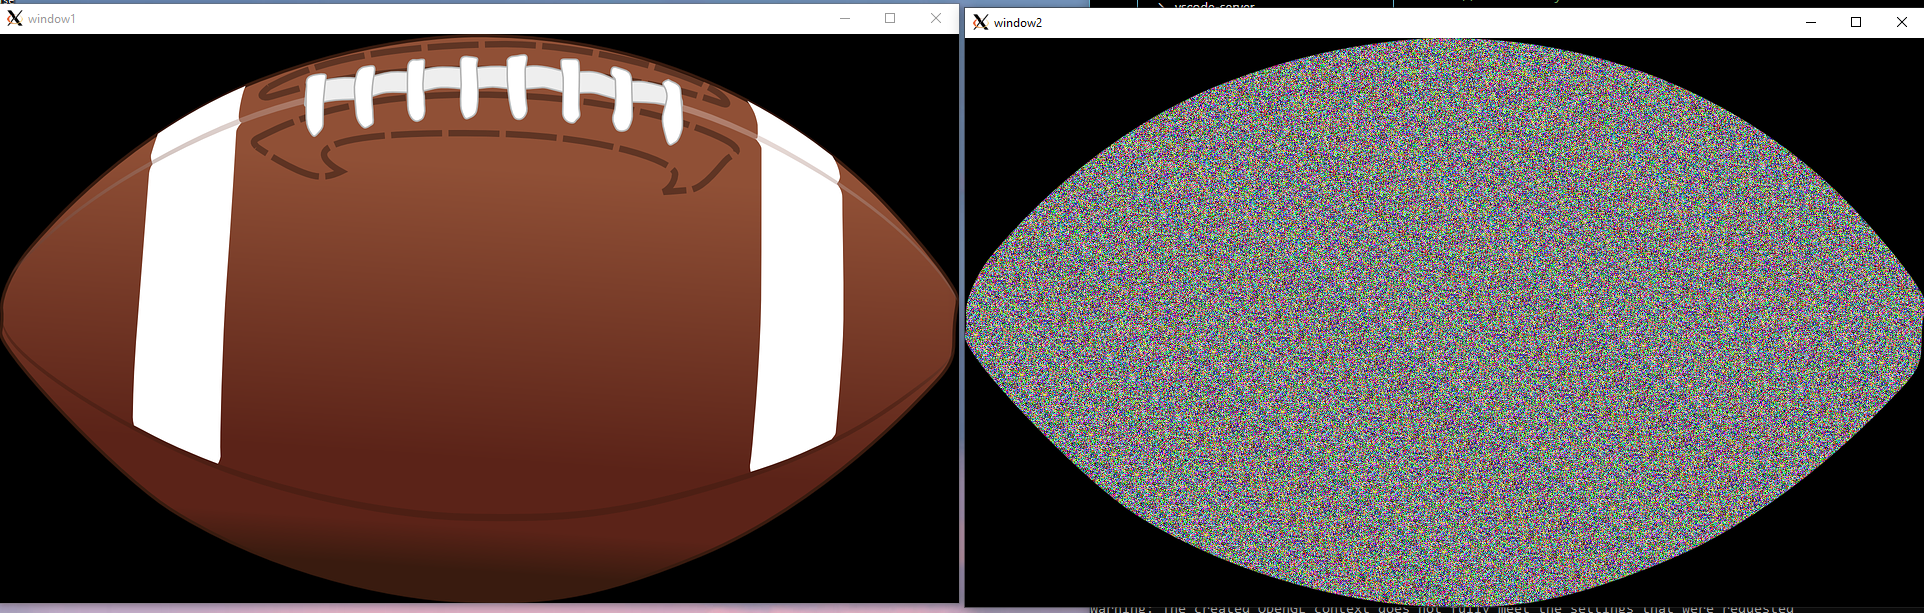 window1
window2
vscode-server
Warning: The created OpenGL context does not fully meet the settings that were requested